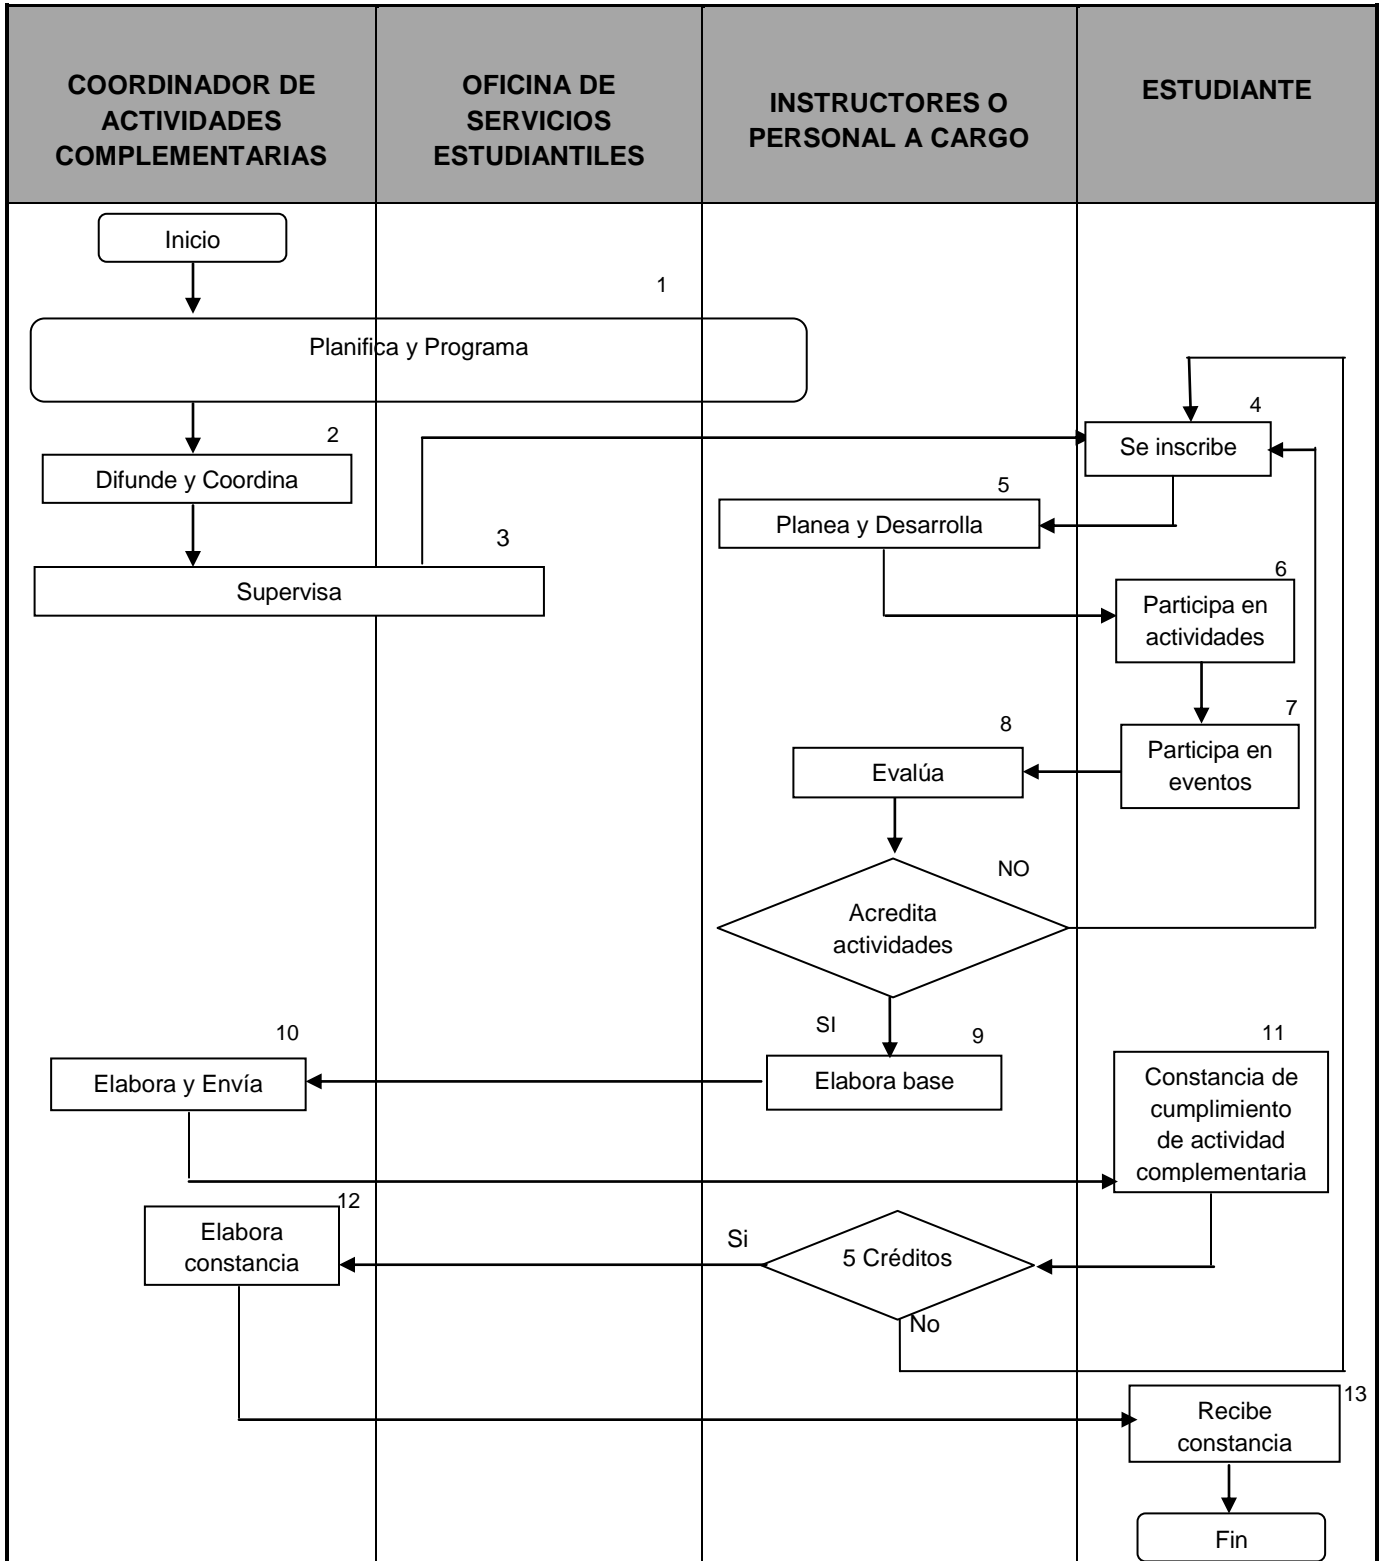 COORDINADOR DE
ACTIVIDADES
COMPLEMENTARIAS
OFICINA DE
SERVICIOS
ESTUDIANTILES
INSTRUCTORES O
PERSONAL A CARGO
ESTUDIANTE
Inicio
1
Planifica y Programa
2
Difunde y Coordina
3
Supervisa
4
Se inscribe
5
Planea y Desarrolla
6
Participa en
actividades
7
Participa en
eventos
8
Evalúa
NO
Acredita
actividades
SI
9
Elabora base
10
Elabora y Envía
11
Constancia de
cumplimiento
de actividad
complementaria
12
Elabora
constancia
Si
5 Créditos
No
13
Recibe
constancia
Fin